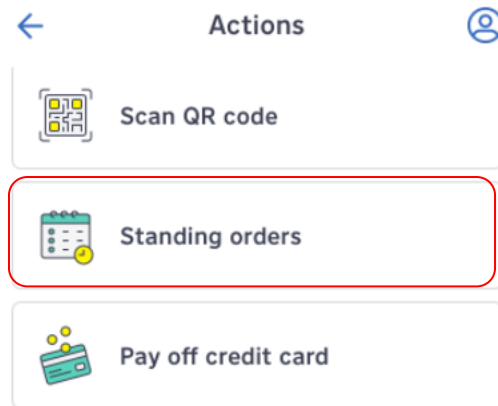 Actions
Scan QR code
Standing orders
Pay off credit card